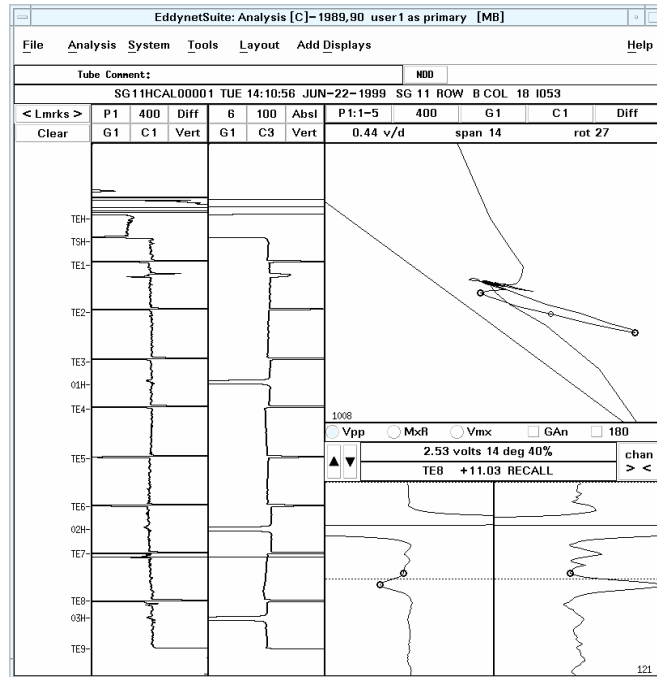 EddynetSuite: Analysis [C]-1989,90 user1 as primary [MB]
File Analysis System Tools Layout Add Displays Help
Tube Comment: NDD
SG11HCAL00001 TUE 14:10:56 JUN-22-1999 SG 11 ROW B COL 18 I053
< Lmrks > P1 400 Diff 6 100 Absl P1:1-5 400 G1 C1 Diff
Clear G1 C1 Vert G1 C3 Vert 0.44 v/d span 14 rot 27
TEH
TSH
TE1
TE2
TE3
01H
TE4
TE5
TE6
02H
TE7
TE8
03H
TE9
1008
Vpp MxR Vmx GAn 180
2.53 volts 14 deg 40% chan
TE8 +11.03 RECALL > <
121